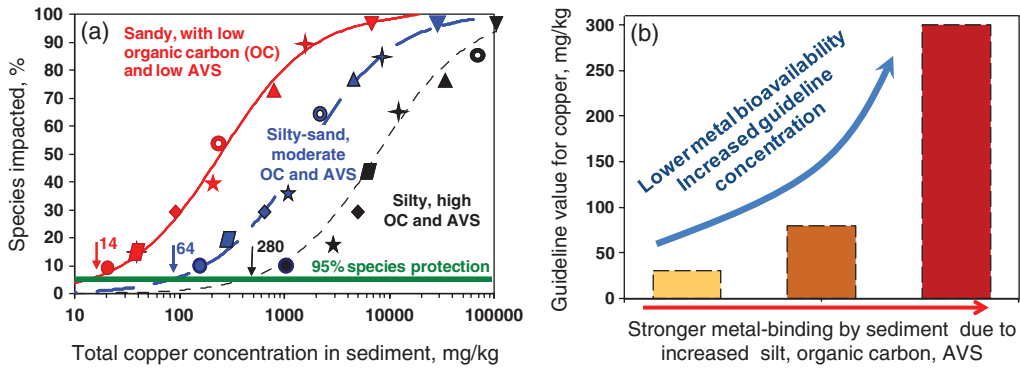 (a)
Species impacted, %
100
90
80
70
60
50
40
30
20
10
0
Sandy, with low
organic carbon (OC)
and low AVS
Silty-sand,
moderate
OC and AVS
Silty, high
OC and AVS
14
64
280
95% species protection
10
100
1000
10000
100000
Total copper concentration in sediment, mg/kg
(b)
Guideline value for copper, mg/kg
300
250
200
150
100
50
0
Lower metal bioavailability
Increased guideline
concentration
Stronger metal-binding by sediment due to
increased silt, organic carbon, AVS